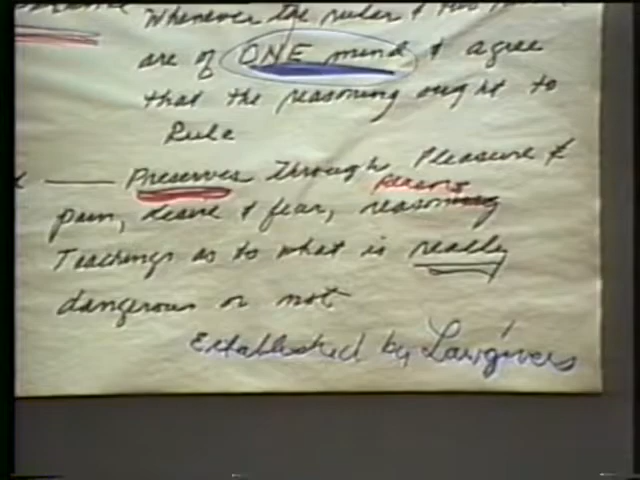 Whenever the ruler &
are of ONE mind & agree
that the reasoning ought to
Rule
Preserves through Pleasure &
reasons
pain, desire & fear, reasoning
Teachings as to what is really
dangerous or not
Established by Lawgivers